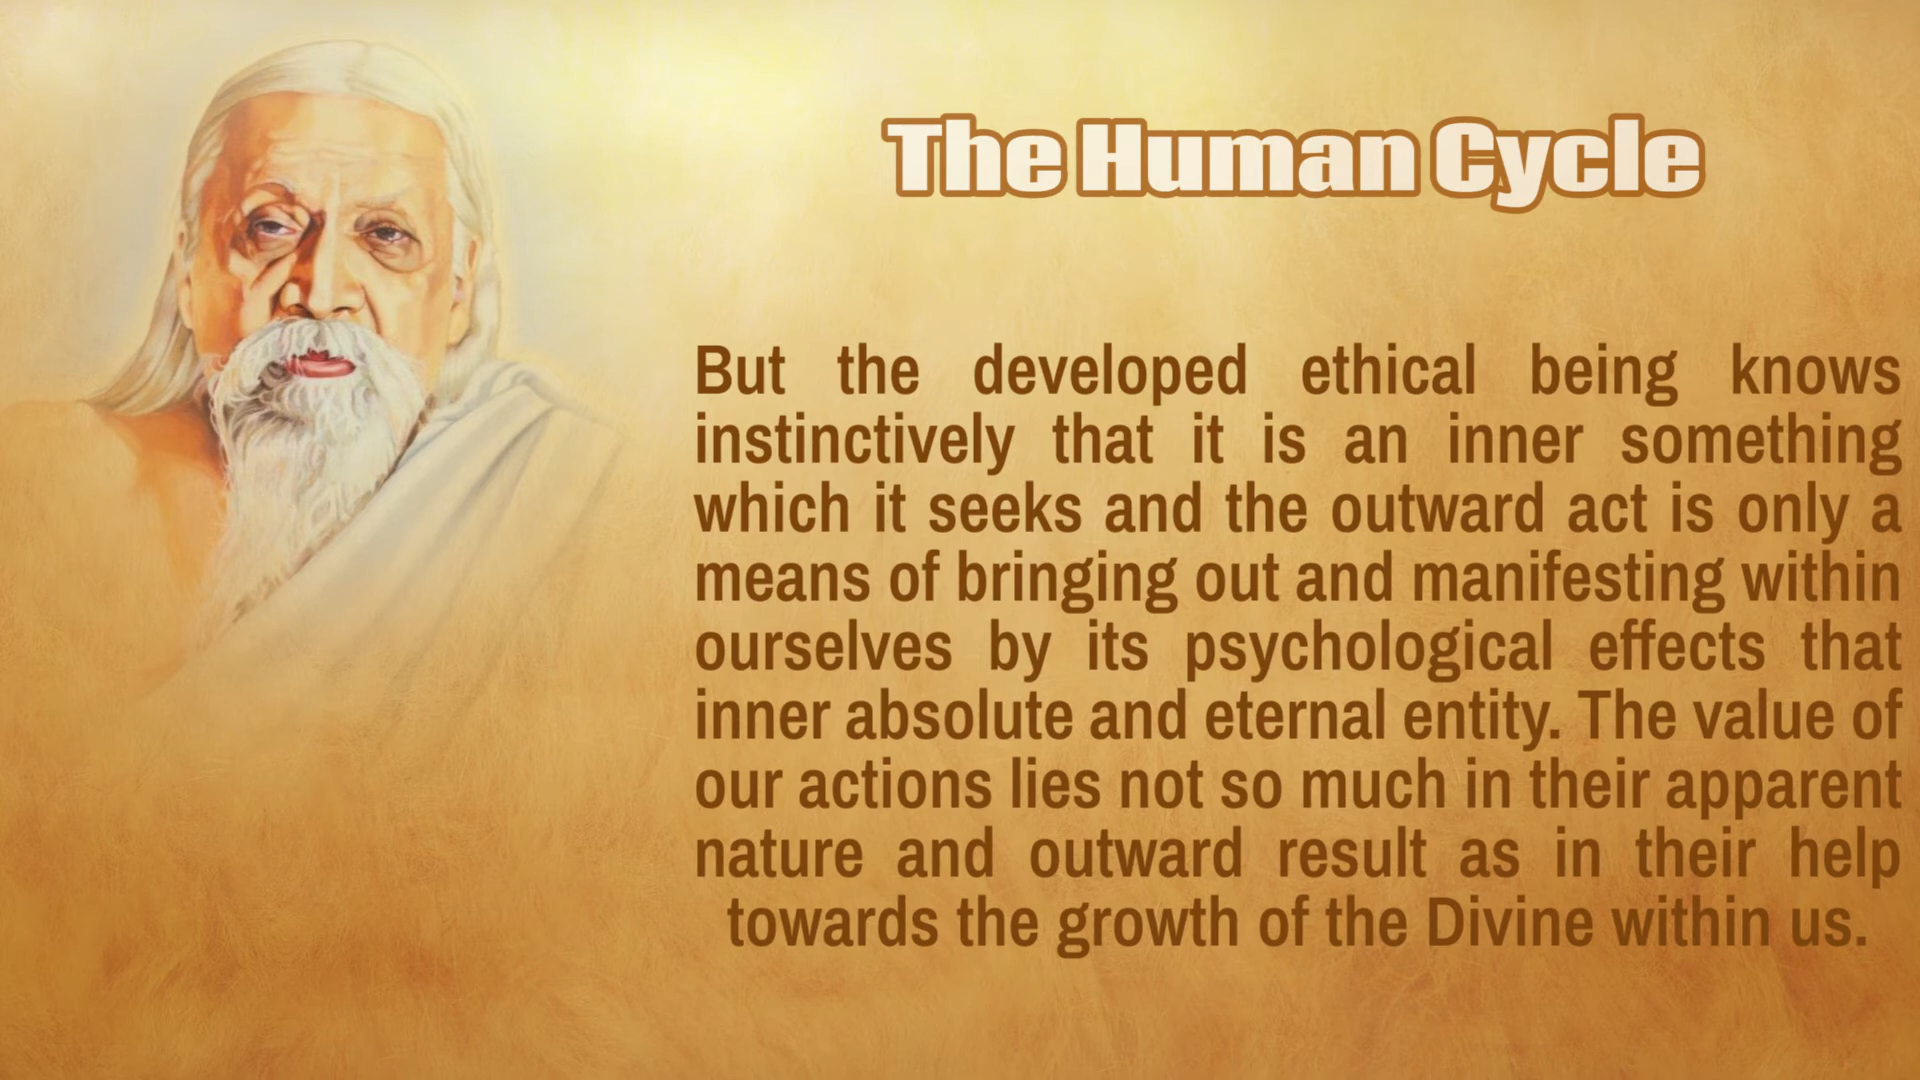 The Human Cycle
But the developed ethical being knows
instinctively that it is an inner something
which it seeks and the outward act is only a
means of bringing out and manifesting within
ourselves by its psychological effects that
inner absolute and eternal entity. The value of
our actions lies not so much in their apparent
nature and outward result as in their help
towards the growth of the Divine within us.